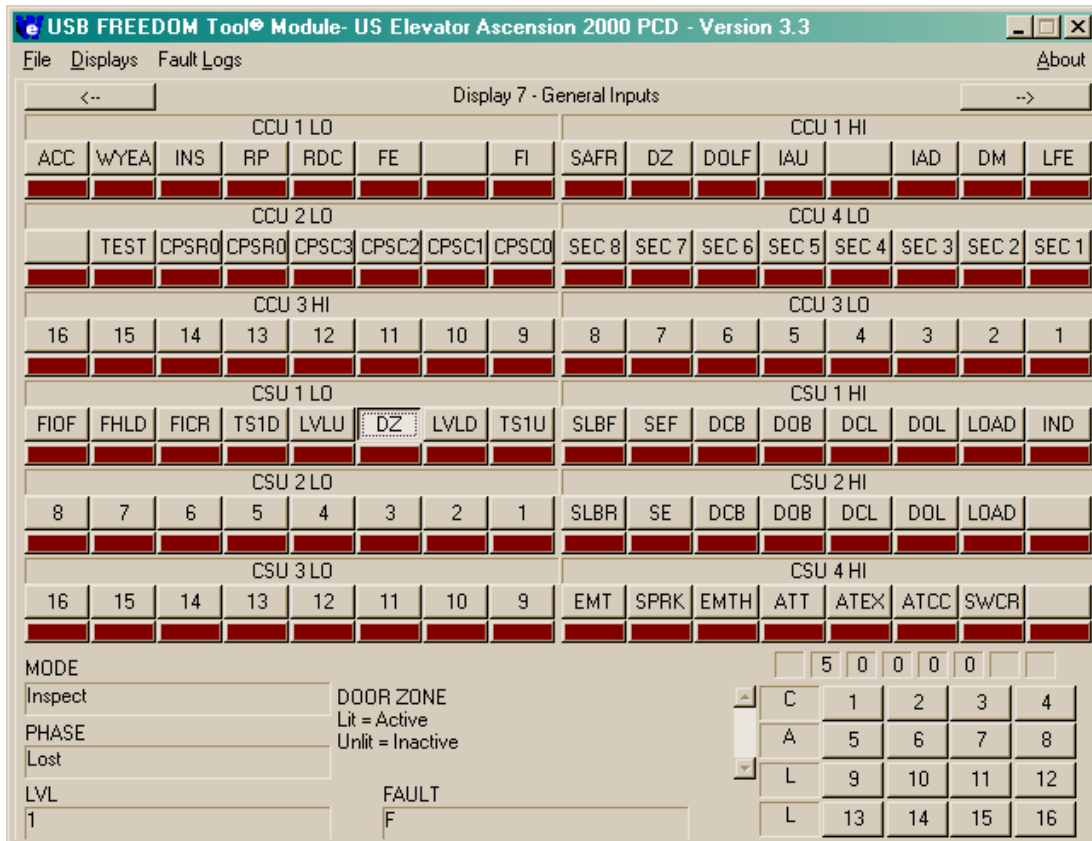 USB FREEDOM Tool® Module- US Elevator Ascension 2000 PCD - Version 3.3
File Displays Fault Logs About
<-- Display 7 - General Inputs -->
CCU 1 LO CCU 1 HI
ACC WYEA INS RP RDC FE FI SAFR DZ DOLF IAU IAD DM LFE
CCU 2 LO CCU 4 LO
TEST CPSR0 CPSR0 CPSC3 CPSC2 CPSC1 CPSC0 SEC 8 SEC 7 SEC 6 SEC 5 SEC 4 SEC 3 SEC 2 SEC 1
CCU 3 HI CCU 3 LO
16 15 14 13 12 11 10 9 8 7 6 5 4 3 2 1
CSU 1 LO CSU 1 HI
FIOF FHLD FICR TS1D LVLU DZ LVLD TS1U SLBF SEF DCB DOB DCL DOL LOAD IND
CSU 2 LO CSU 2 HI
8 7 6 5 4 3 2 1 SLBR SE DCB DOB DCL DOL LOAD
CSU 3 LO CSU 4 HI
16 15 14 13 12 11 10 9 EMT SPRK EMTH ATT ATEX ATCC SWCR
5 0 0 0 0
MODE
Inspect
DOOR ZONE
Lit = Active
Unlit = Inactive
PHASE
Lost
LVL
1
FAULT
F
C 1 2 3 4
A 5 6 7 8
L 9 10 11 12
L 13 14 15 16